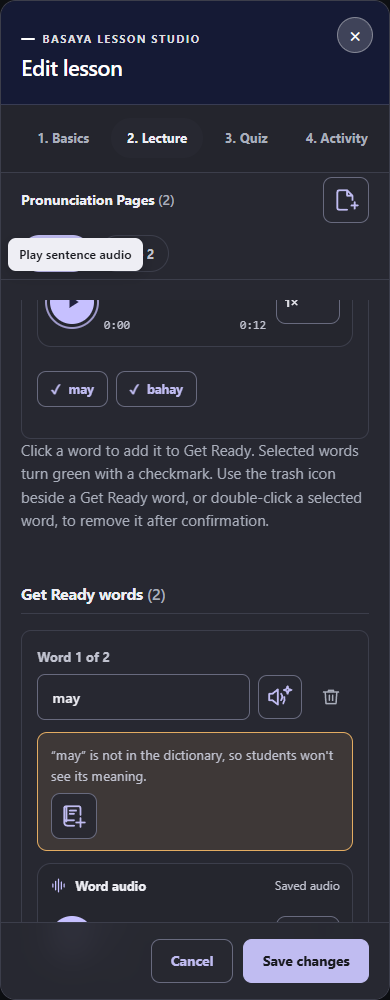 — BASAYA LESSON STUDIO
Edit lesson
×
1. Basics 2. Lecture 3. Quiz 4. Activity
Pronunciation Pages (2)
Play sentence audio 2
0:00 0:12 1×
✓ may ✓ bahay
Click a word to add it to Get Ready. Selected words
turn green with a checkmark. Use the trash icon
beside a Get Ready word, or double-click a selected
word, to remove it after confirmation.
Get Ready words (2)
Word 1 of 2
may
“may” is not in the dictionary, so students won't
see its meaning.
Word audio Saved audio
Cancel Save changes